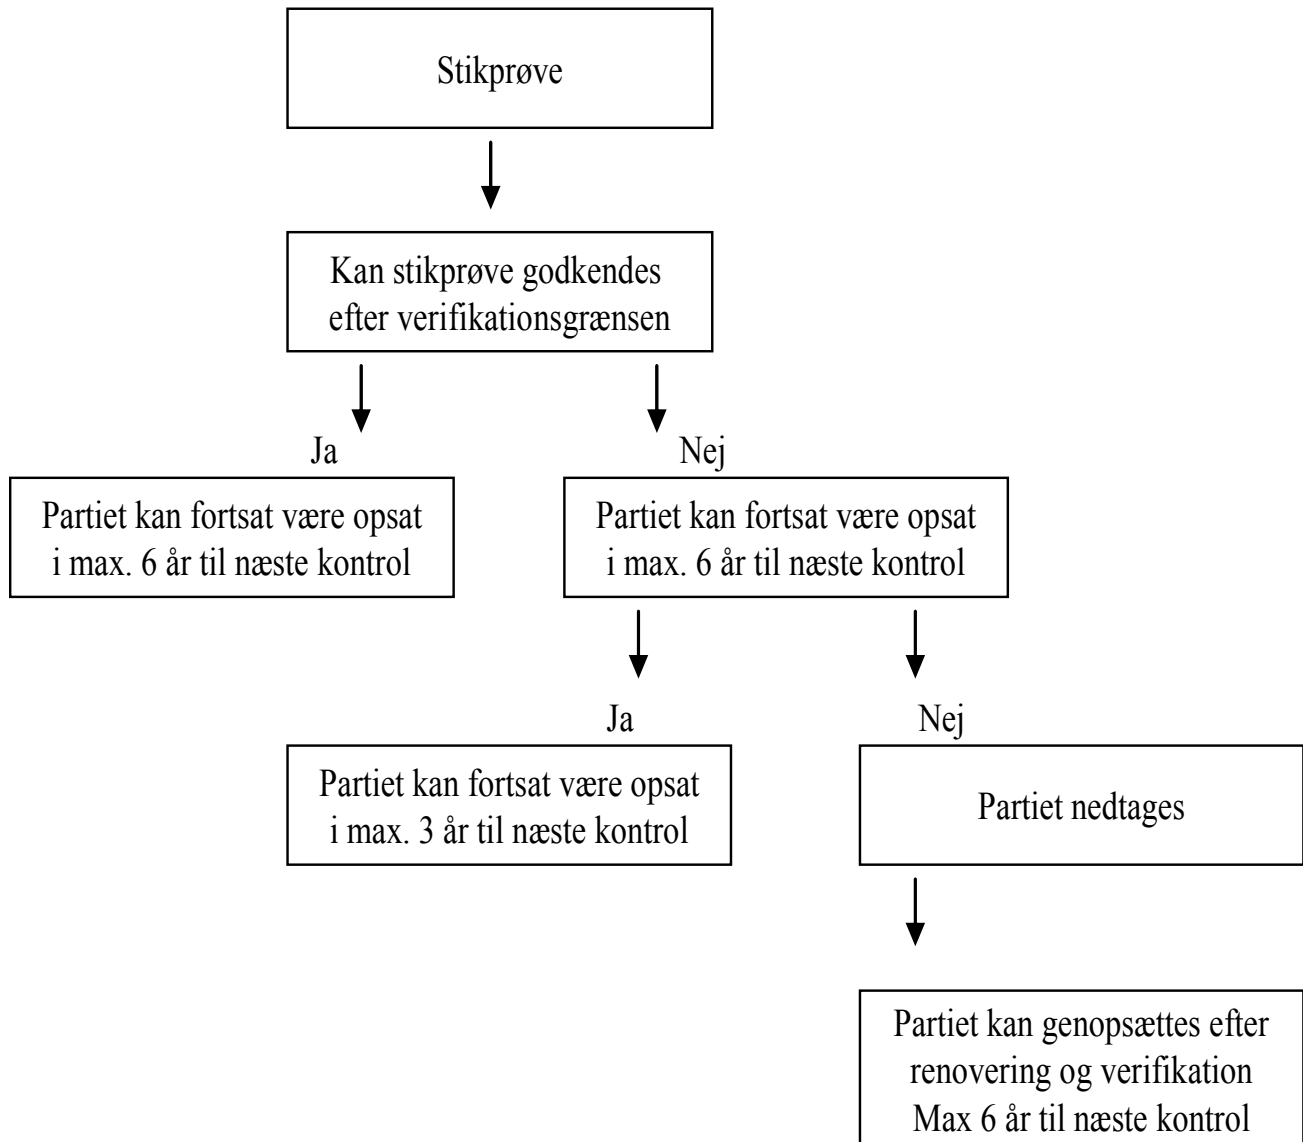 Stikprøve
Kan stikprøve godkendes
efter verifikationsgrænsen
Ja
Nej
Partiet kan fortsat være opsat
i max. 6 år til næste kontrol
Partiet kan fortsat være opsat
i max. 6 år til næste kontrol
Ja
Nej
Partiet kan fortsat være opsat
i max. 3 år til næste kontrol
Partiet nedtages
Partiet kan genopsættes efter
renovering og verifikation
Max 6 år til næste kontrol